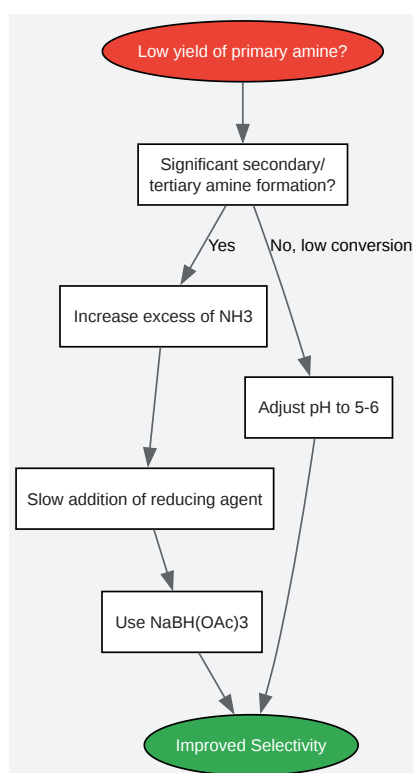 Low yield of primary amine?
Significant secondary/
tertiary amine formation?
Yes
No, low conversion
Increase excess of NH3
Adjust pH to 5-6
Slow addition of reducing agent
Use NaBH(OAc)3
Improved Selectivity